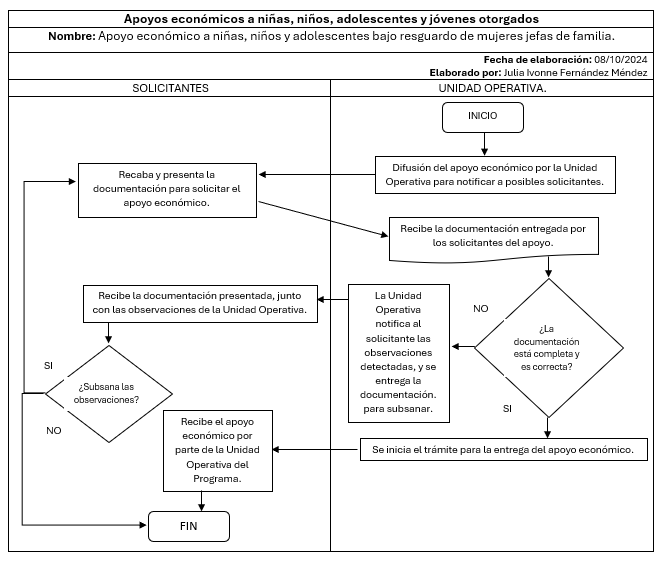 Apoyos económicos a niñas, niños, adolescentes y jóvenes otorgados
Nombre: Apoyo económico a niñas, niños y adolescentes bajo resguardo de mujeres jefas de familia.
Fecha de elaboración: 08/10/2024
Elaborado por: Julia Ivonne Fernández Méndez
SOLICITANTES
UNIDAD OPERATIVA.
INICIO
Difusión del apoyo económico por la Unidad
Operativa para notificar a posibles solicitantes.
Recaba y presenta la
documentación para solicitar el
apoyo económico.
Recibe la documentación entregada por
los solicitantes del apoyo.
¿La
documentación
está completa y
es correcta?
NO
SI
La Unidad
Operativa
notifica al
solicitante las
observaciones
detectadas, y se
entrega la
documentación.
para subsanar.
Recibe la documentación presentada, junto
con las observaciones de la Unidad Operativa.
¿Subsana las
observaciones?
SI
NO
Se inicia el trámite para la entrega del apoyo económico.
Recibe el apoyo
económico por
parte de la Unidad
Operativa del
Programa.
FIN